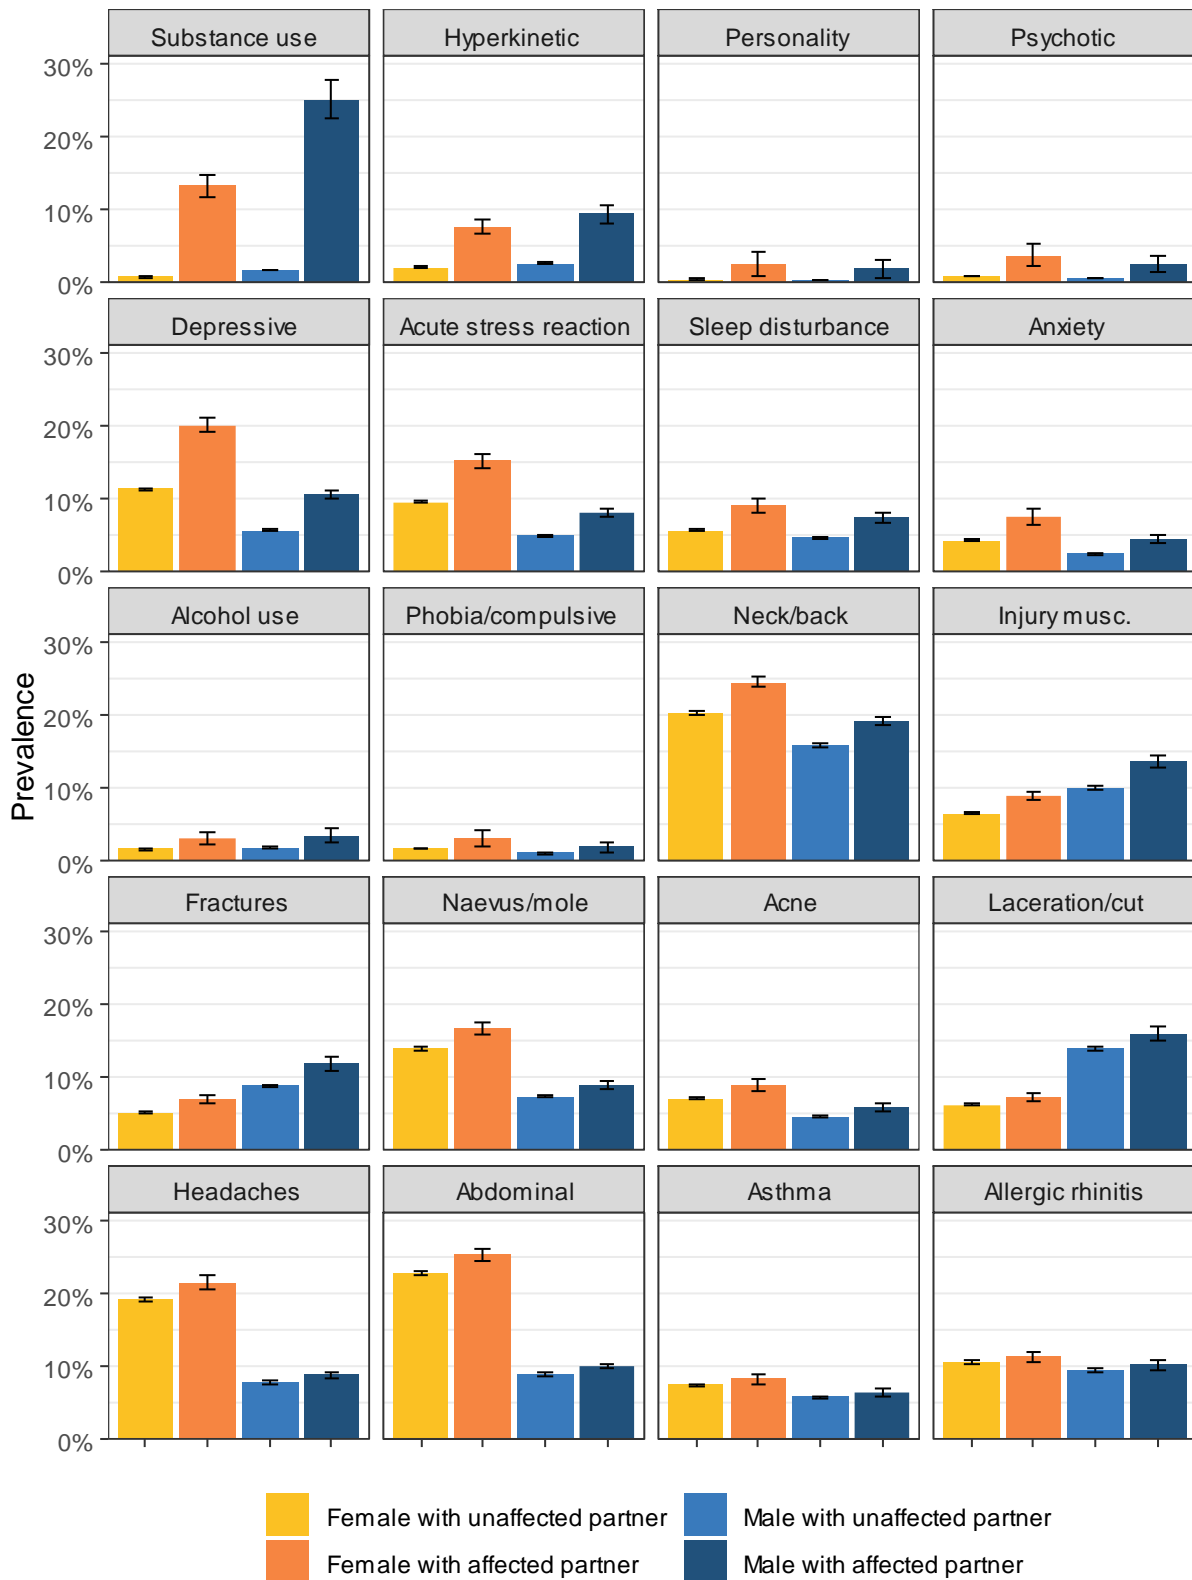 Substance use Hyperkinetic Personality Psychotic
30%
20%
10%
0%
Depressive Acute stress reaction Sleep disturbance Anxiety
30%
20%
10%
0%
Alcohol use Phobia/compulsive Neck/back Injury musc.
30%
20%
10%
0%
Prevalence
Fractures Naevus/mole Acne Laceration/cut
30%
20%
10%
0%
Headaches Abdominal Asthma Allergic rhinitis
30%
20%
10%
0%
Female with unaffected partner Male with unaffected partner
Female with affected partner Male with affected partner